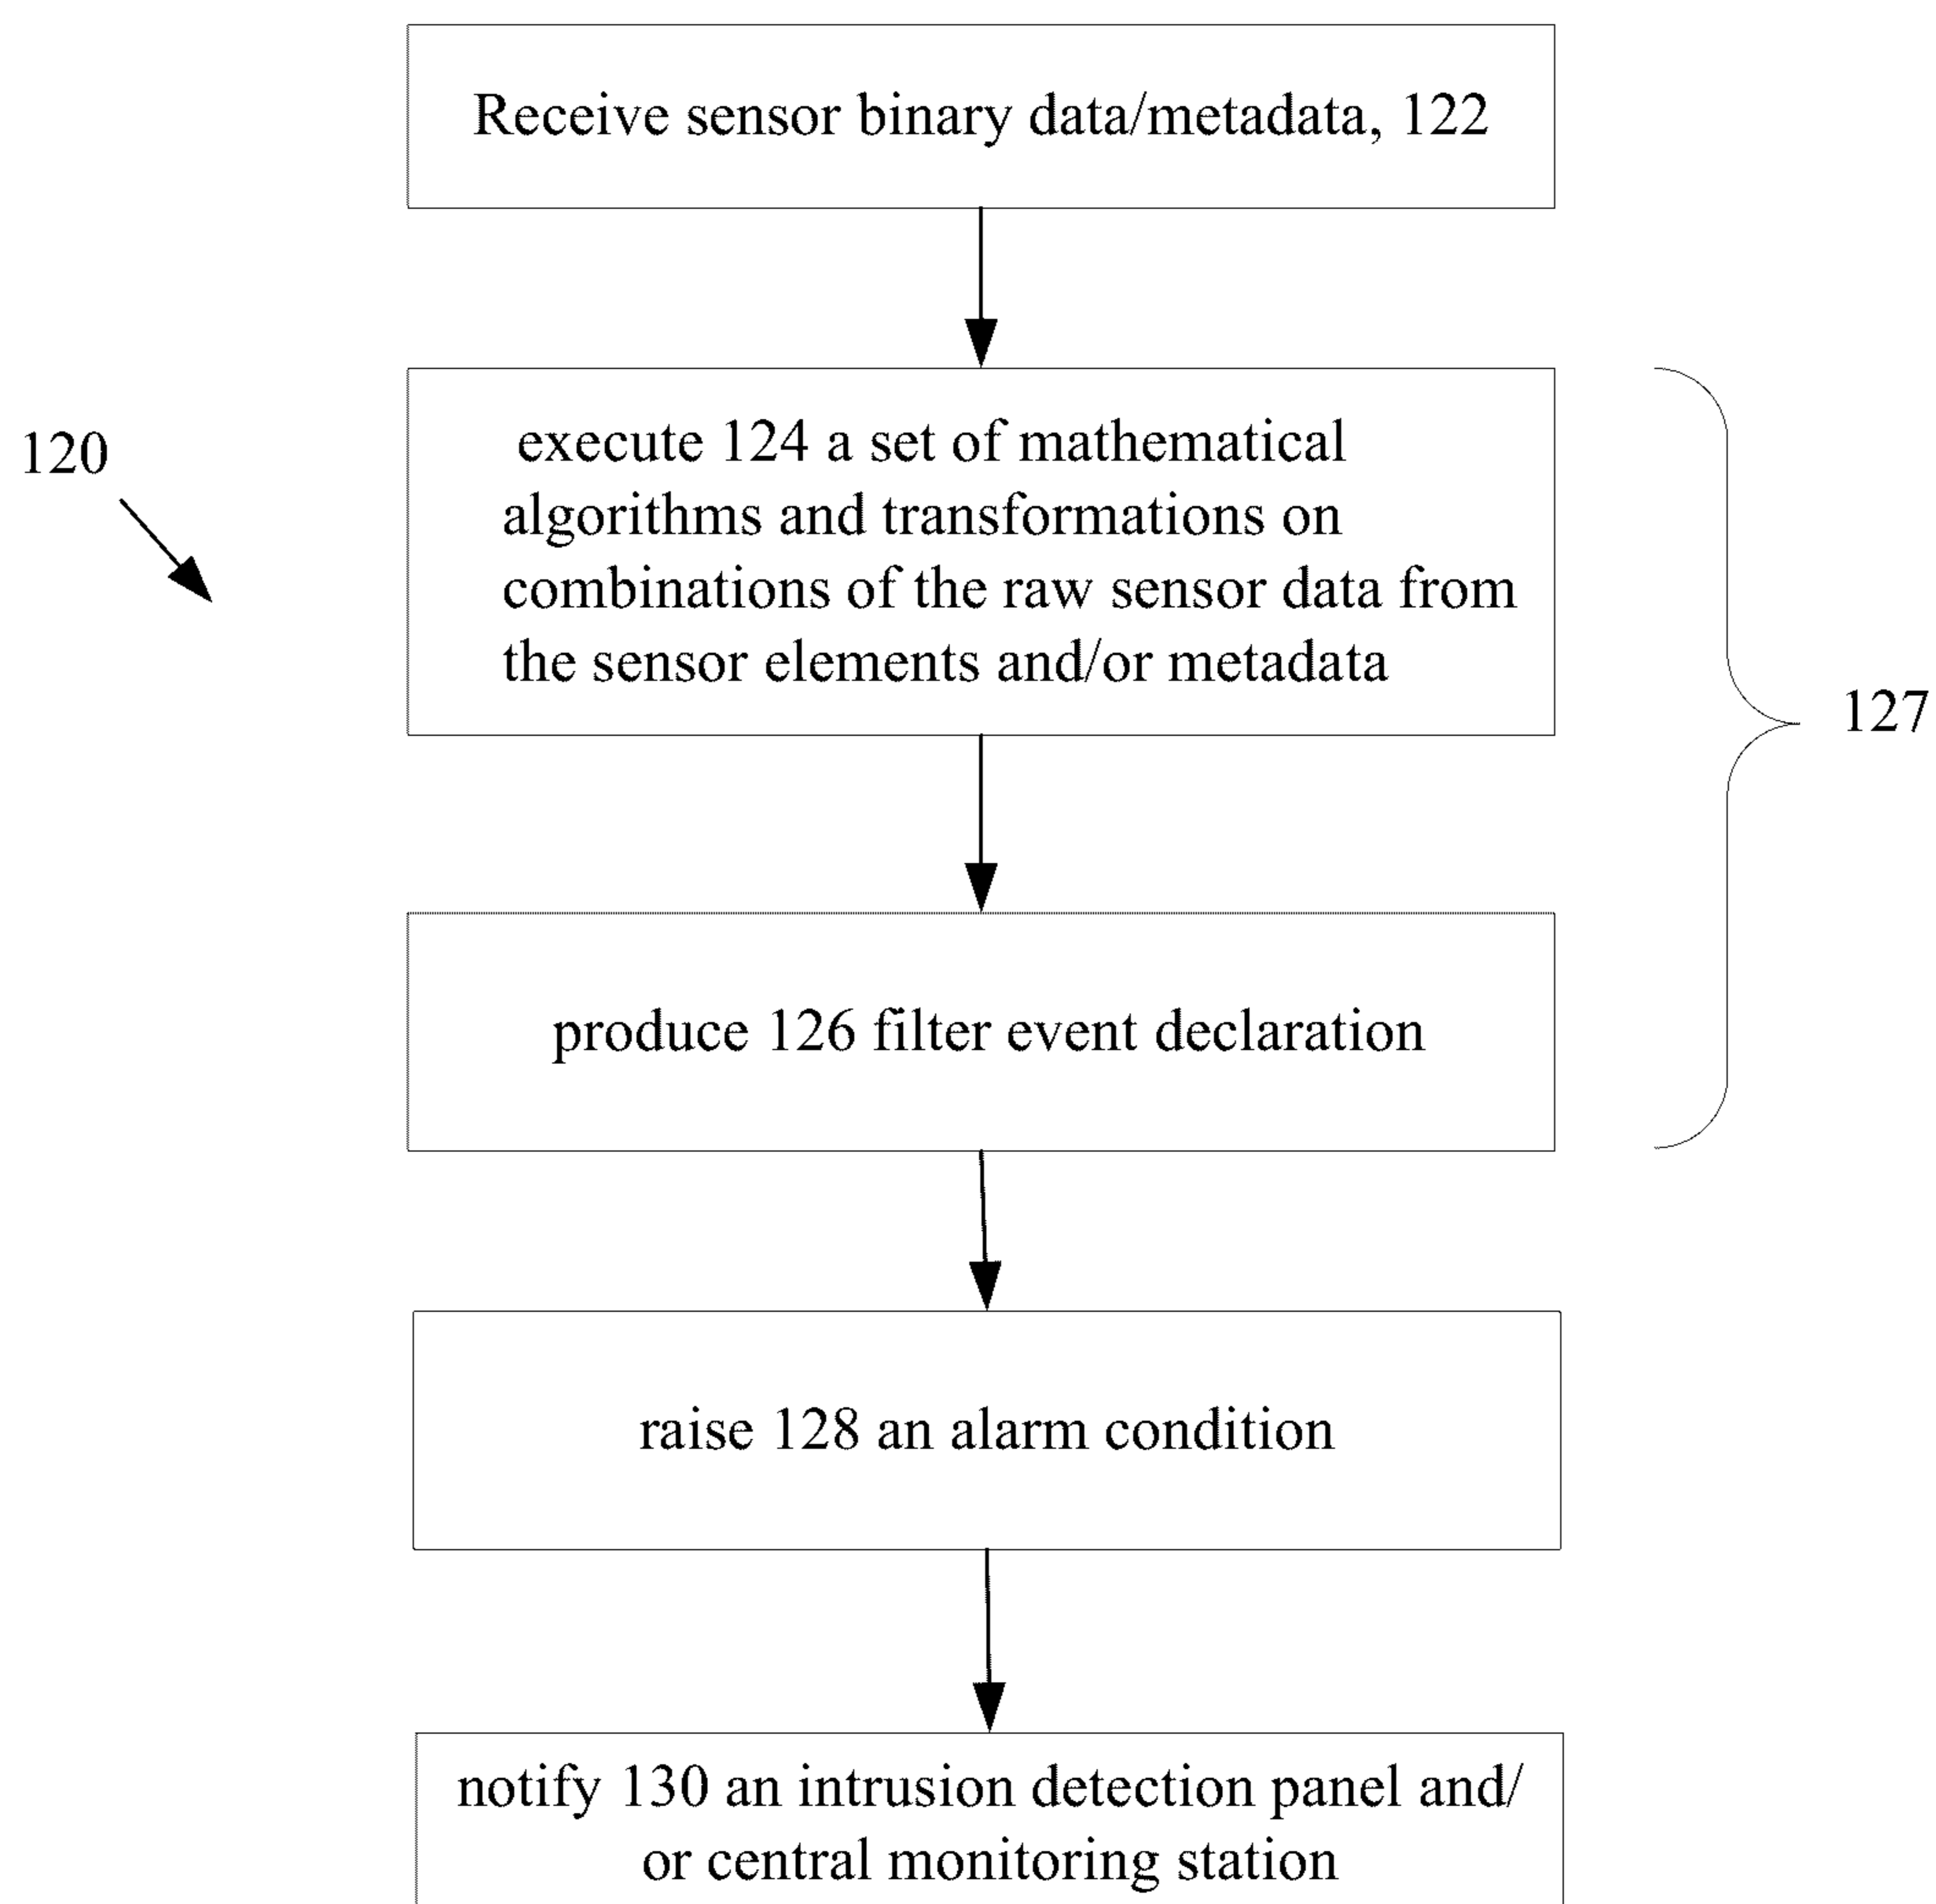 Receive sensor binary data/metadata, 122
120
execute 124 a set of mathematical
algorithms and transformations on
combinations of the raw sensor data from
the sensor elements and/or metadata
127
produce 126 filter event declaration
raise 128 an alarm condition
notify 130 an intrusion detection panel and/
or central monitoring station